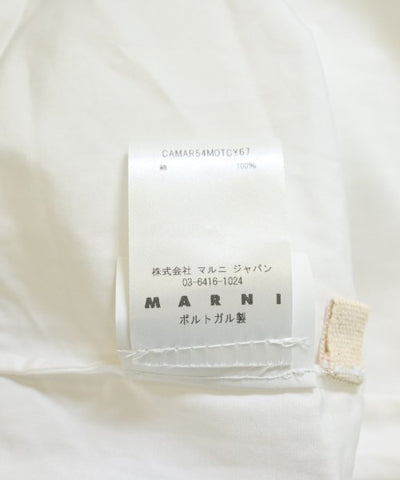 CAMAR54MOTCY67
綿 100%
株式会社 マルニ ジャパン
03-6416-1024
MARNI
ポルトガル製